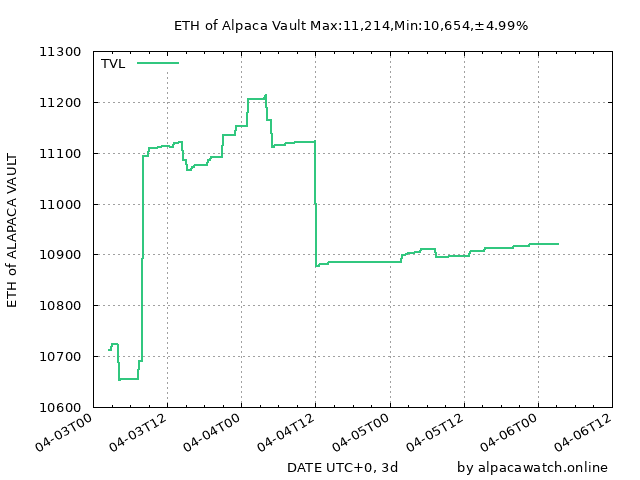 ETH of Alpaca Vault Max:11,214,Min:10,654,±4.99%
TVL
11300
11200
11100
11000
10900
10800
10700
10600
ETH of ALAPACA VAULT
04-03T00
04-03T12
04-04T00
04-04T12
04-05T00
04-05T12
04-06T00
04-06T12
DATE UTC+0, 3d
by alpacawatch.online